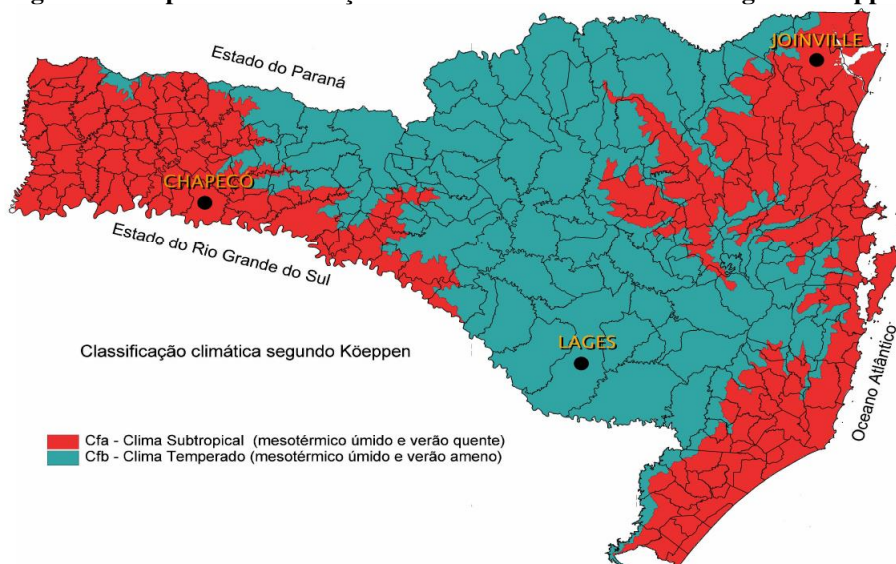 JOINVILLE
Estado do Paraná
CHAPECÓ
Estado do Rio Grande do Sul
LAGES
Oceano Atlântico
Classificação climática segundo Köeppen
Cfa - Clima Subtropical (mesotérmico úmido e verão quente)
Cfb - Clima Temperado (mesotérmico úmido e verão ameno)